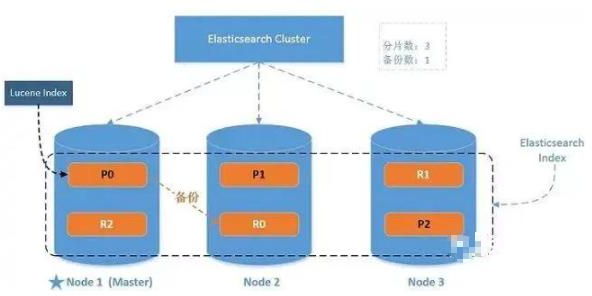 Elasticsearch Cluster
分片数：3
备份数：1
Lucene Index
Elasticsearch
Index
P0
P1
R1
备份
R2
R0
P2
Node 1 (Master)
Node 2
Node 3